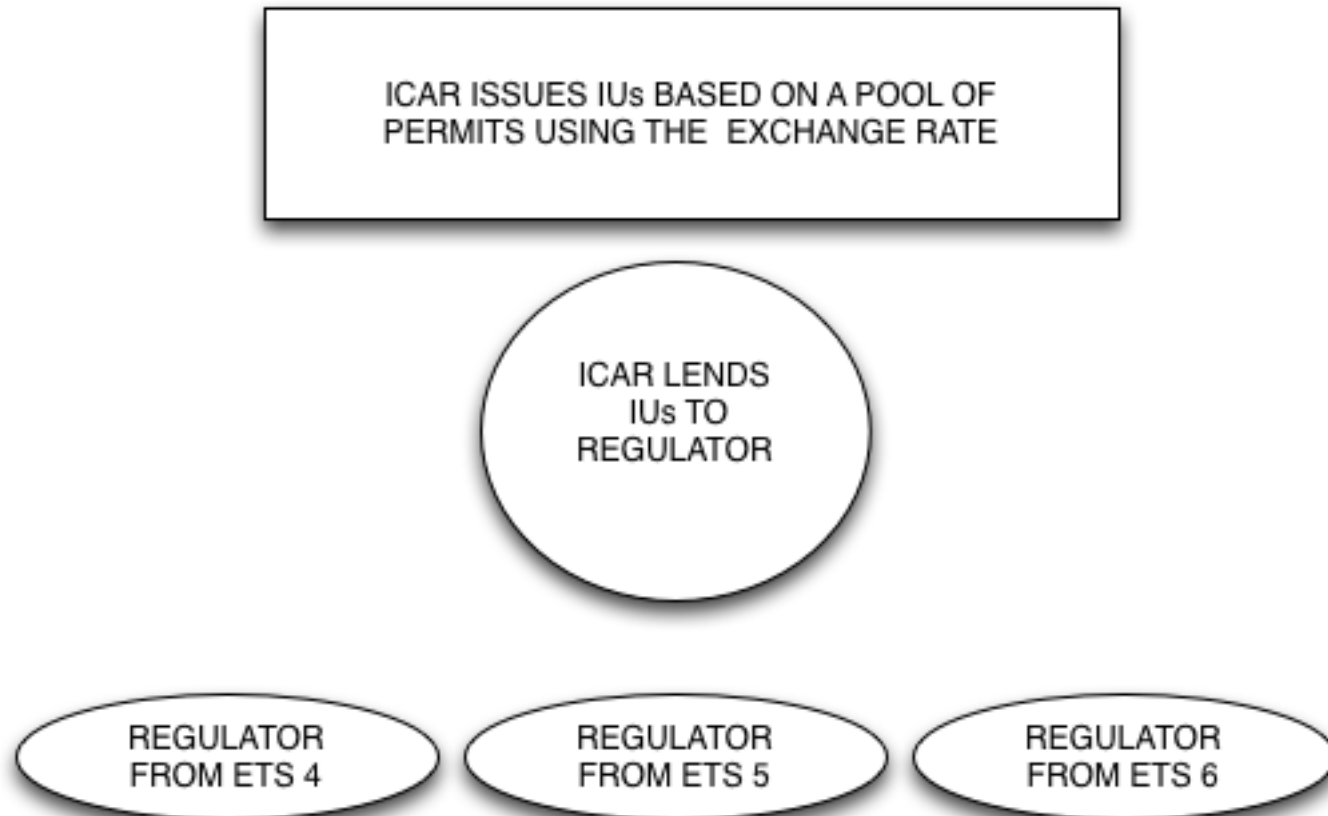 ICAR ISSUES IUs BASED ON A POOL OF
PERMITS USING THE  EXCHANGE RATE
ICAR LENDS
IUs TO
REGULATOR
REGULATOR
FROM ETS 4
REGULATOR
FROM ETS 5
REGULATOR
FROM ETS 6